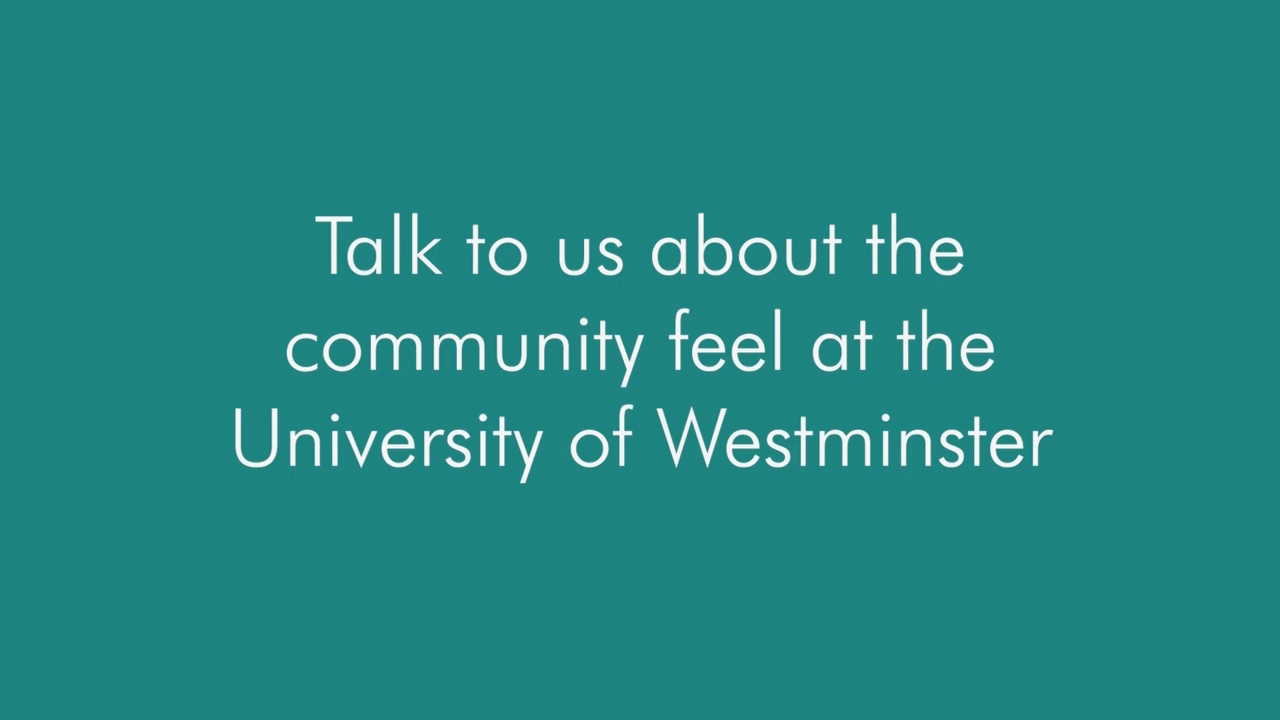 Talk to us about the
community feel at the
University of Westminster